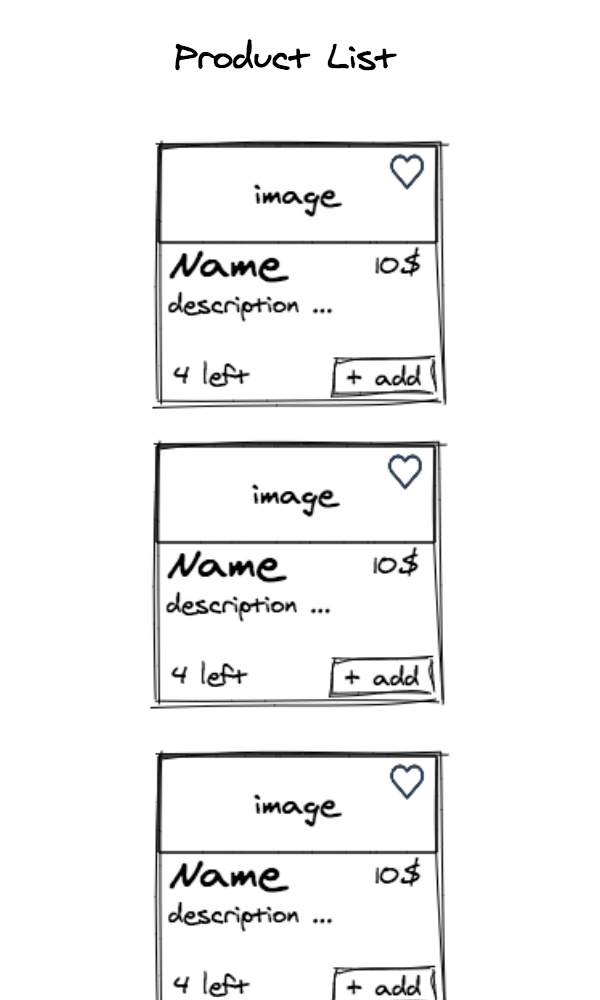 Product List
image
Name 10$
description ...
4 left + add
image
Name 10$
description ...
4 left + add
image
Name 10$
description ...
4 left + add